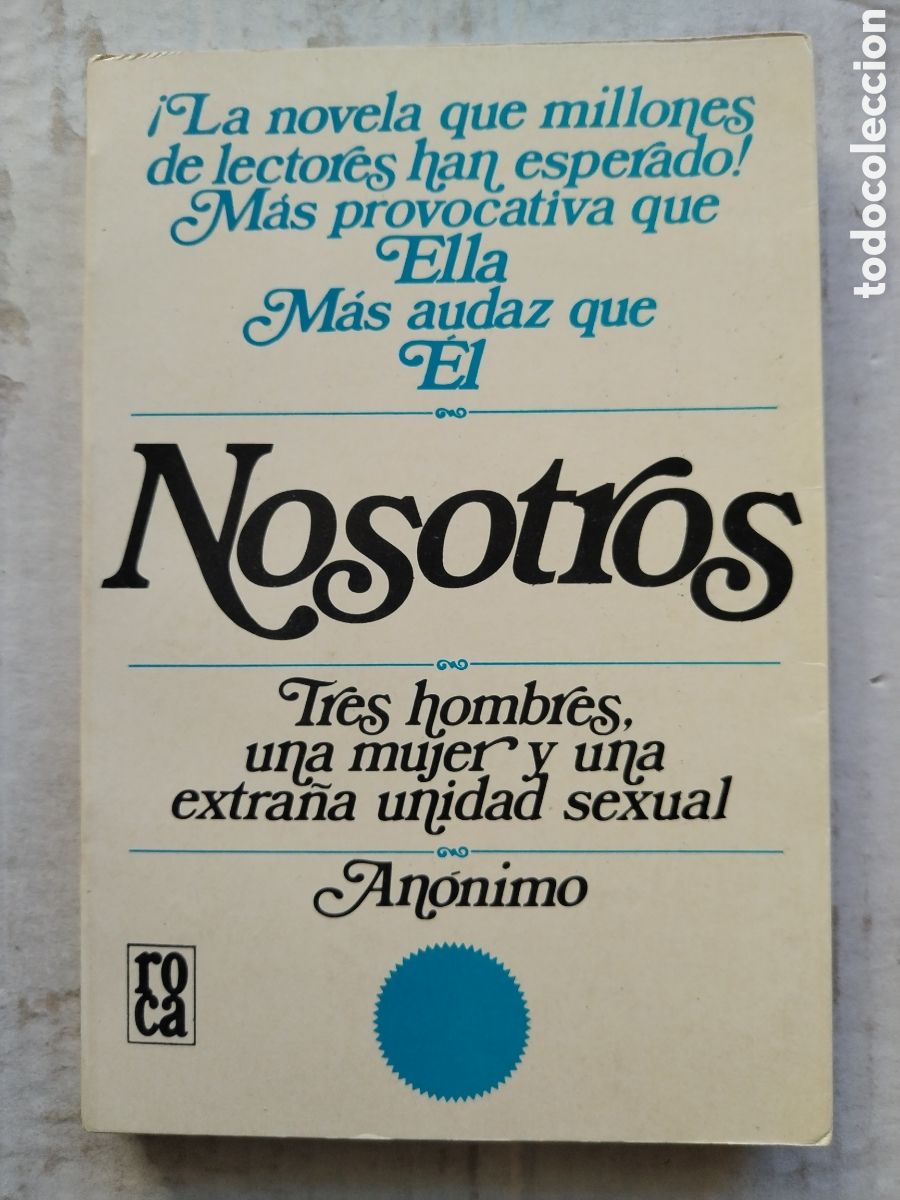 ¡La novela que millones
de lectores han esperado!
Más provocativa que
Ella
Más audaz que
Él
Nosotros
Tres hombres,
una mujer y una
extraña unidad sexual
Anónimo
ro
ca
todocoleccion